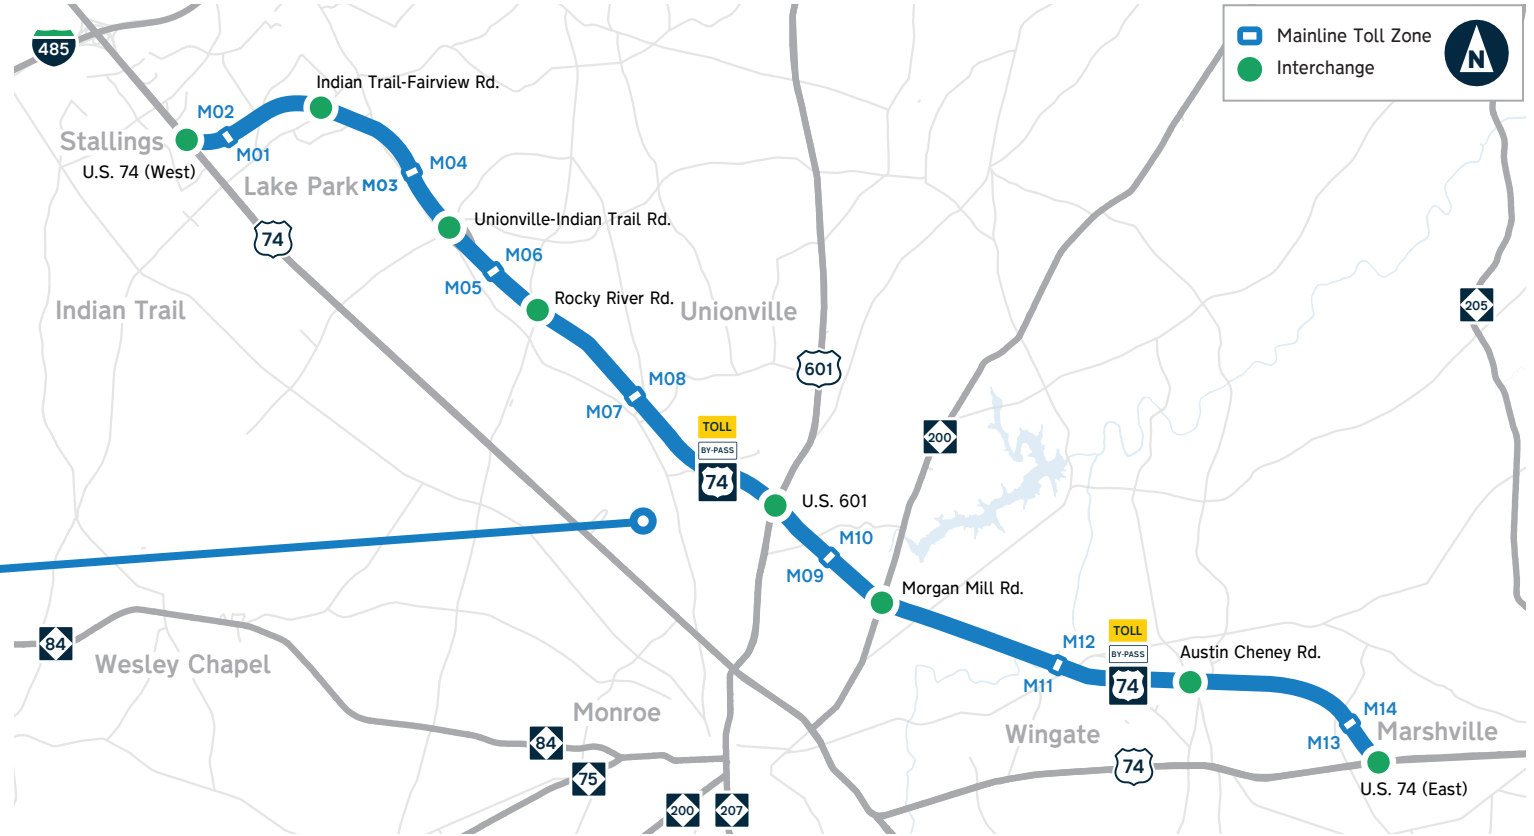 485
Mainline Toll Zone
Interchange
N
Indian Trail-Fairview Rd.
M02
Stallings
M01
U.S. 74 (West)
Lake Park
M03
M04
74
Unionville-Indian Trail Rd.
M06
M05
Rocky River Rd.
Indian Trail
Unionville
205
601
M08
M07
TOLL
BY-PASS
74
200
U.S. 601
M10
M09
Morgan Mill Rd.
84
Wesley Chapel
M12
M11
TOLL
BY-PASS
74
Austin Cheney Rd.
Monroe
84
75
Wingate
M14
M13
Marshville
74
U.S. 74 (East)
200
207